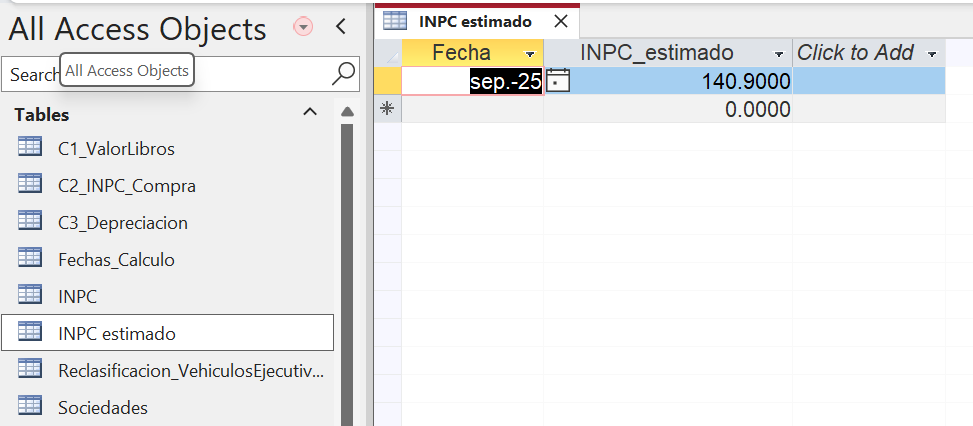 All Access Objects
Search
All Access Objects
Tables
C1_ValorLibros
C2_INPC_Compra
C3_Depreciacion
Fechas_Calculo
INPC
INPC estimado
Reclasificacion_VehiculosEjecutiv...
Sociedades
INPC estimado
Fecha INPC_estimado Click to Add
sep.-25 140.9000
0.0000